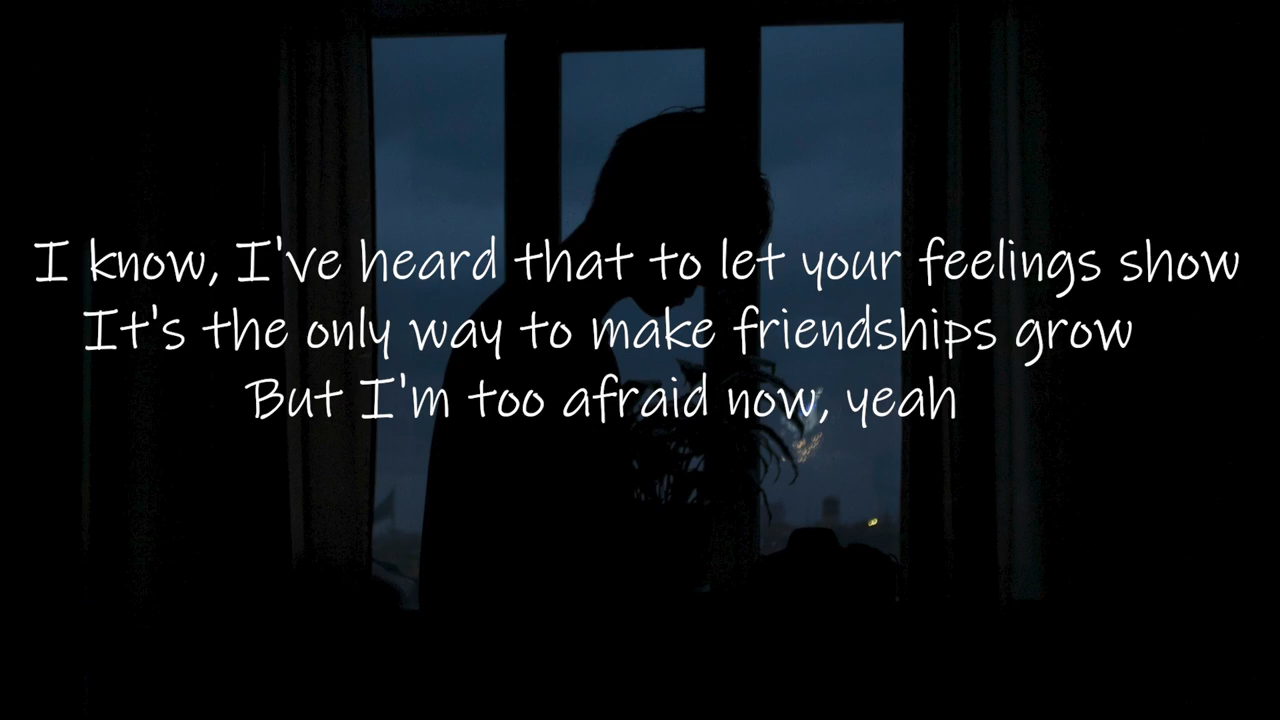 I know, I've heard that to let your feelings show
It's the only way to make friendships grow
But I'm too afraid now, yeah